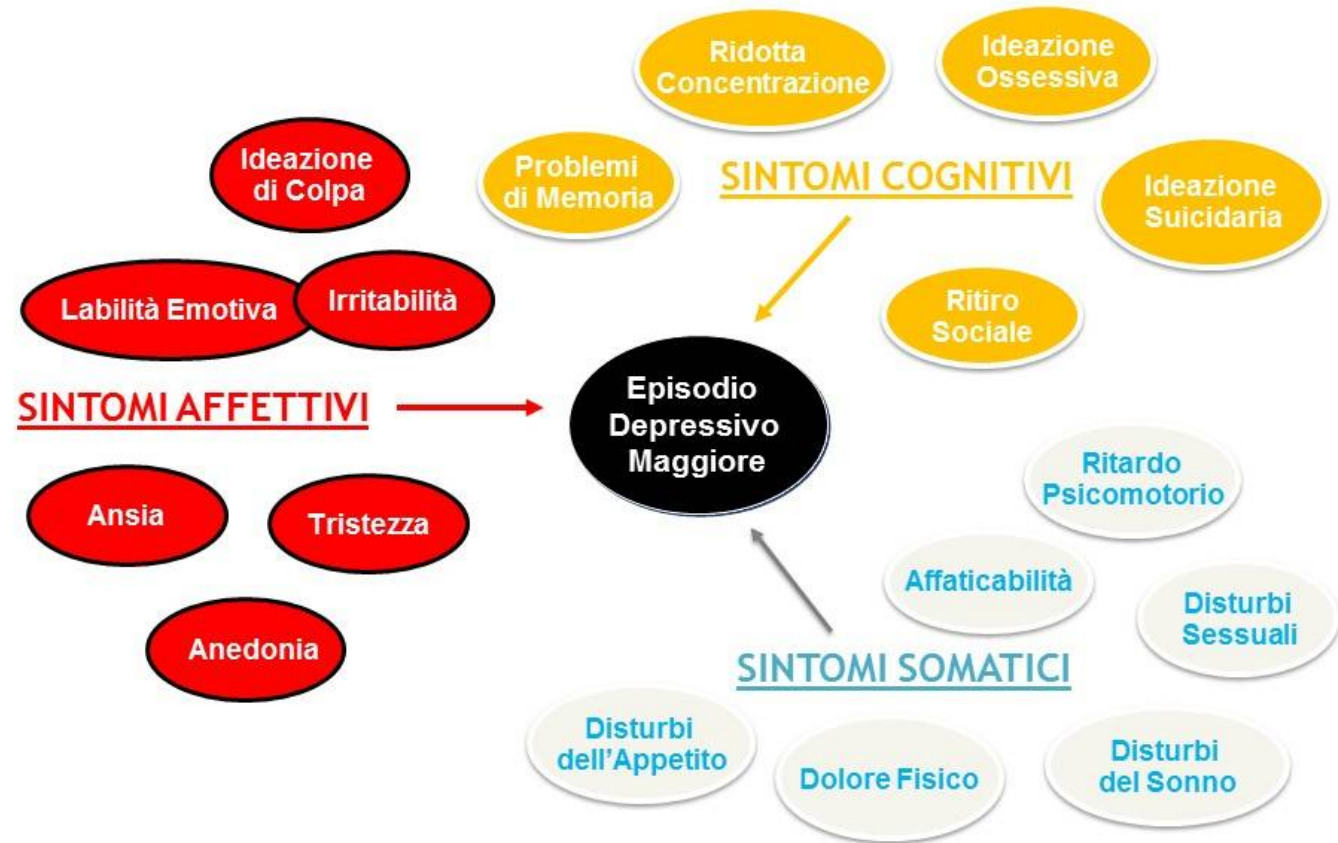 Ridotta
Concentrazione
Ideazione
Ossessiva
Ideazione
di Colpa
Problemi
di Memoria
SINTOMI COGNITIVI
Ideazione
Suicidaria
Labilità Emotiva
Irritabilità
Ritiro
Sociale
SINTOMI AFFETTIVI
Episodio
Depressivo
Maggiore
Ritardo
Psicomotorio
Ansia
Tristezza
Affaticabilità
Disturbi
Sessuali
Anedonia
SINTOMI SOMATICI
Disturbi
dell’Appetito
Dolore Fisico
Disturbi
del Sonno